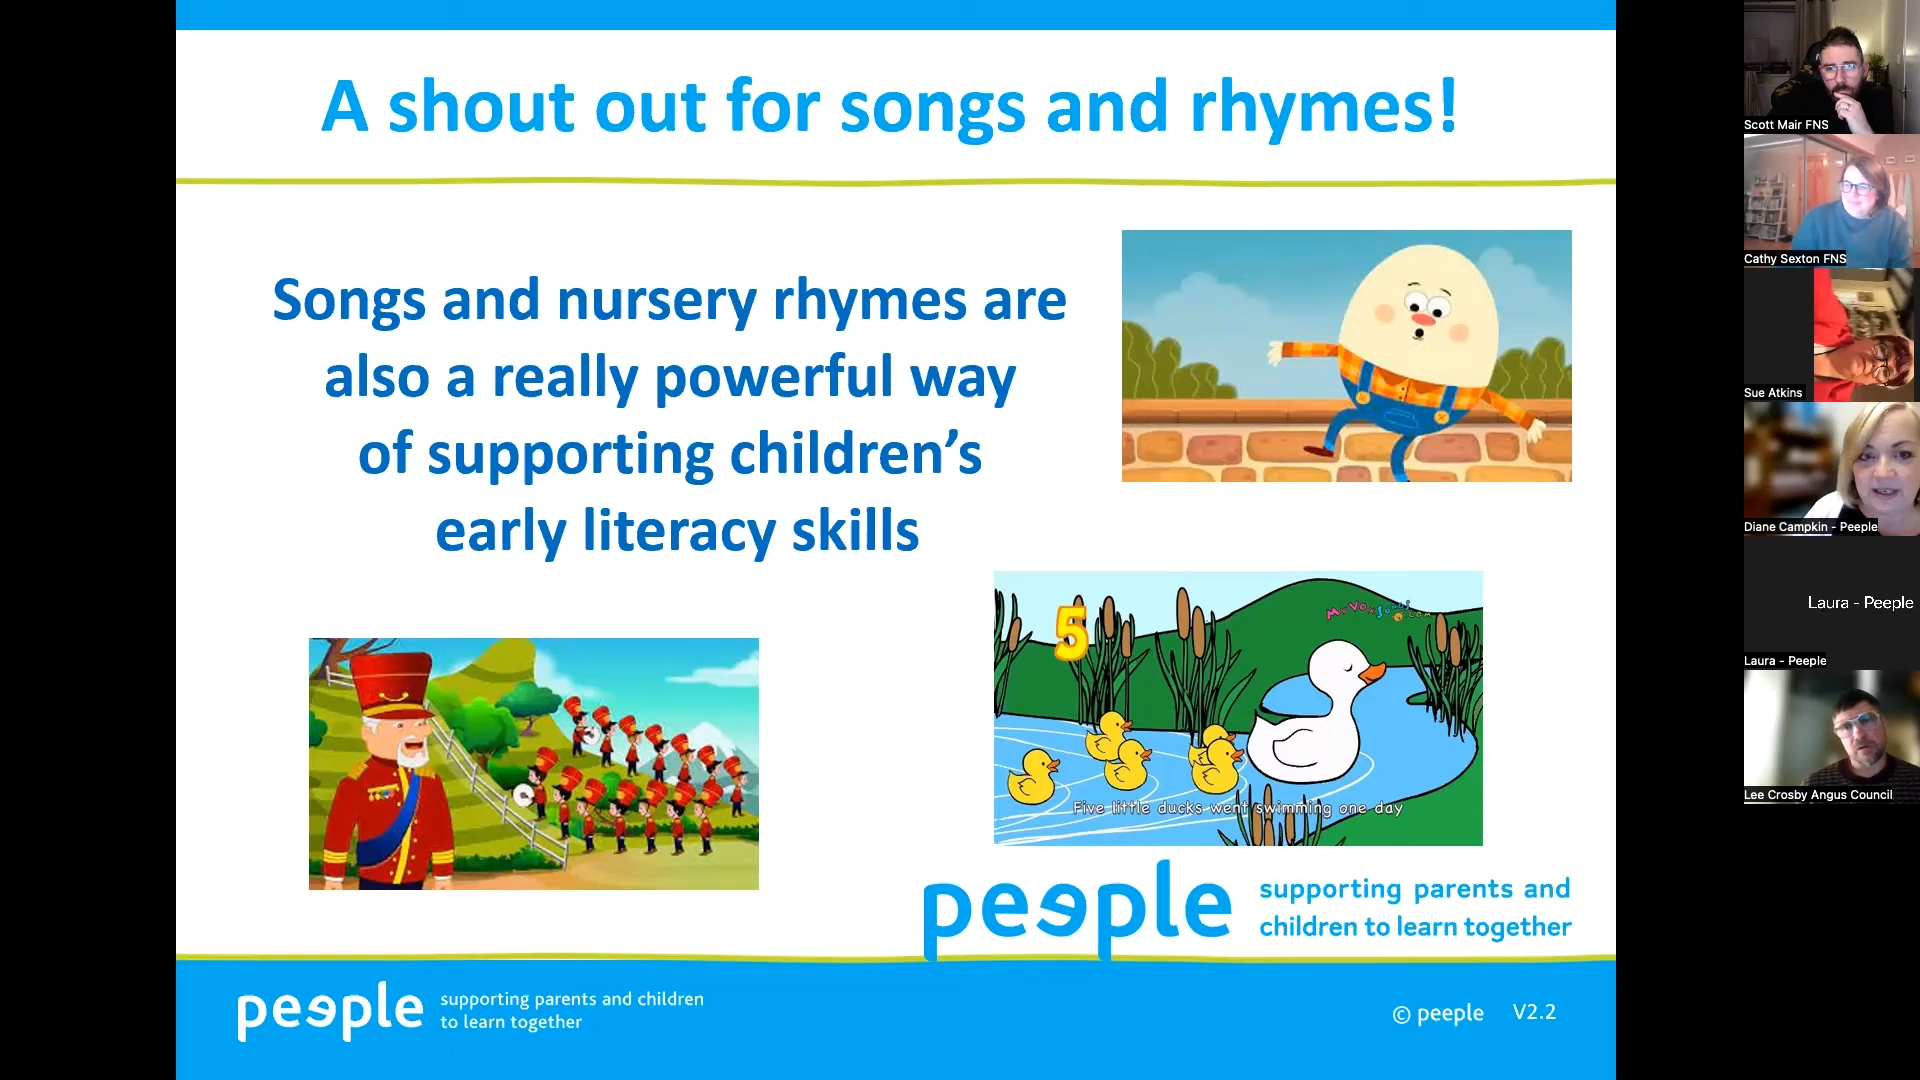 A shout out for songs and rhymes!
Songs and nursery rhymes are
also a really powerful way
of supporting children's
early literacy skills
5
MyVoxSongs.com
Five little ducks went swimming one day
peeple
supporting parents and
children to learn together
peeple
supporting parents and children
to learn together
© peeple V2.2
Scott Mair FNS
Cathy Sexton FNS
Sue Atkins
Diane Campkin - Peeple
Laura - Peeple
Laura - Peeple
Lee Crosby Angus Council